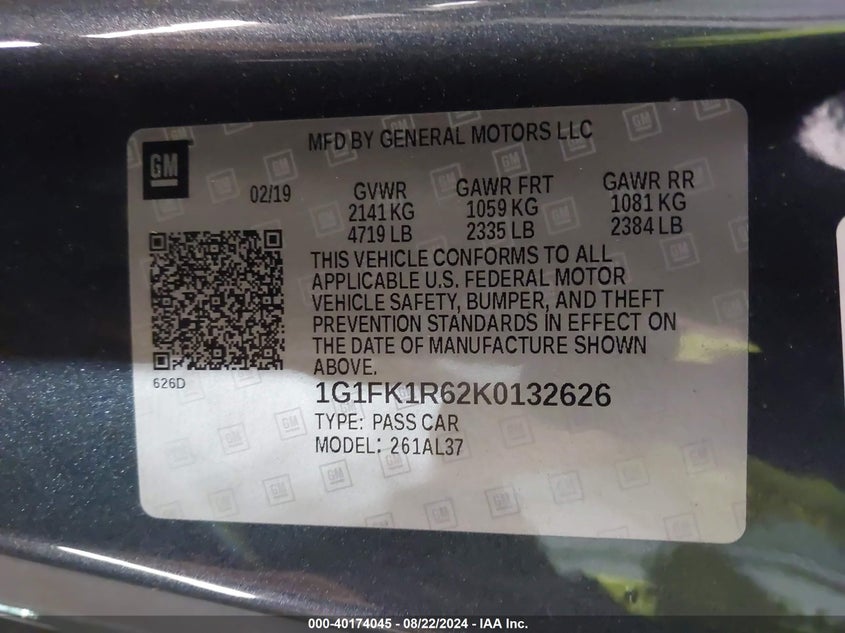 MFD BY GENERAL MOTORS LLC
GM
02/19
GVWR
2141 KG
4719 LB
GAWR FRT
1059 KG
2335 LB
GAWR RR
1081 KG
2384 LB
THIS VEHICLE CONFORMS TO ALL
APPLICABLE U.S. FEDERAL MOTOR
VEHICLE SAFETY, BUMPER, AND THEFT
PREVENTION STANDARDS IN EFFECT ON
THE DATE OF MANUFACTURE SHOWN
ABOVE.
626D
1G1FK1R62K0132626
TYPE: PASS CAR
MODEL: 261AL37
000-40174045 - 08/22/2024 - IAA Inc.